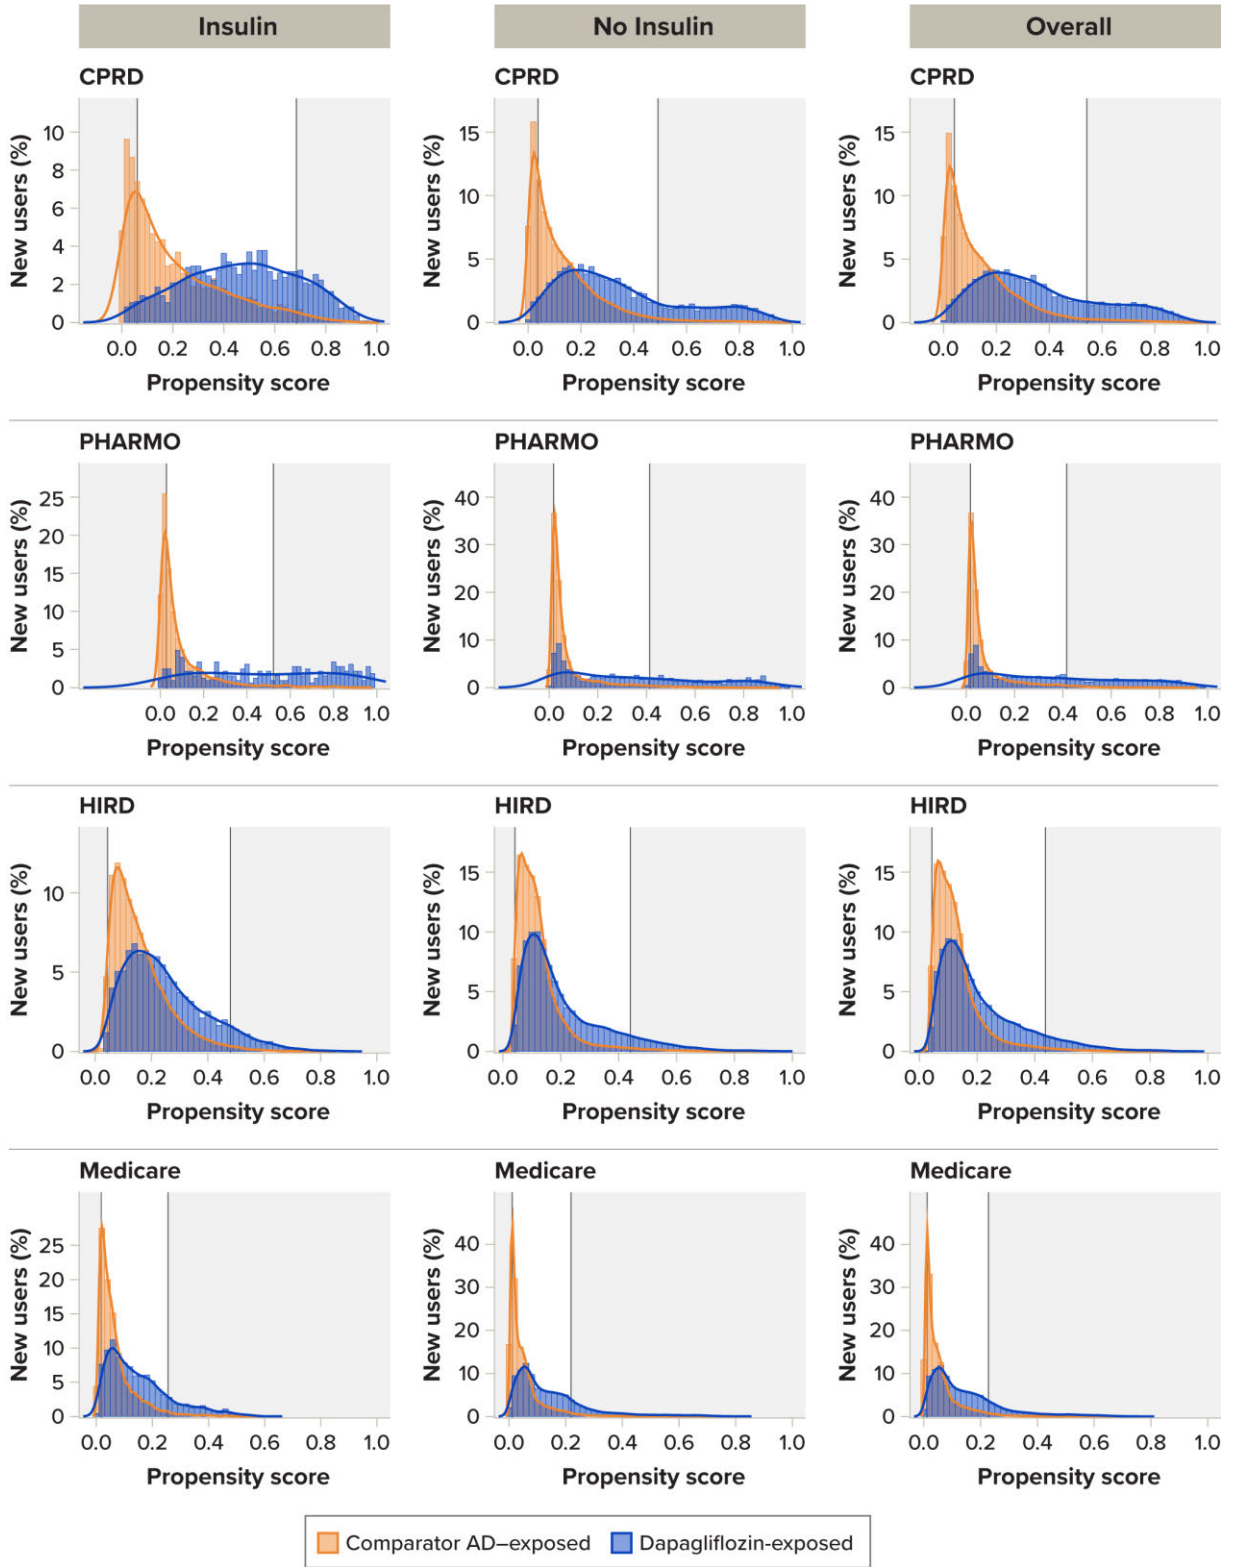 Insulin No Insulin Overall
CPRD CPRD CPRD
New users (%) New users (%) New users (%)
10 15 15
8
6 10 10
4 5 5
2
0 0 0
0.0 0.2 0.4 0.6 0.8 1.0 0.0 0.2 0.4 0.6 0.8 1.0 0.0 0.2 0.4 0.6 0.8 1.0
Propensity score Propensity score Propensity score
PHARMO PHARMO PHARMO
New users (%) New users (%) New users (%)
25 40 40
20 30 30
15
10 20 20
5 10 10
0 0 0
0.0 0.2 0.4 0.6 0.8 1.0 0.0 0.2 0.4 0.6 0.8 1.0 0.0 0.2 0.4 0.6 0.8 1.0
Propensity score Propensity score Propensity score
HIRD HIRD HIRD
New users (%) New users (%) New users (%)
10 15 15
10 10
5 5 5
0 0 0
0.0 0.2 0.4 0.6 0.8 1.0 0.0 0.2 0.4 0.6 0.8 1.0 0.0 0.2 0.4 0.6 0.8 1.0
Propensity score Propensity score Propensity score
Medicare Medicare Medicare
New users (%) New users (%) New users (%)
25 40 40
20 30 30
15 20 20
10 10 10
5
0 0 0
0.0 0.2 0.4 0.6 0.8 1.0 0.0 0.2 0.4 0.6 0.8 1.0 0.0 0.2 0.4 0.6 0.8 1.0
Propensity score Propensity score Propensity score
Comparator AD–exposed Dapagliflozin-exposed